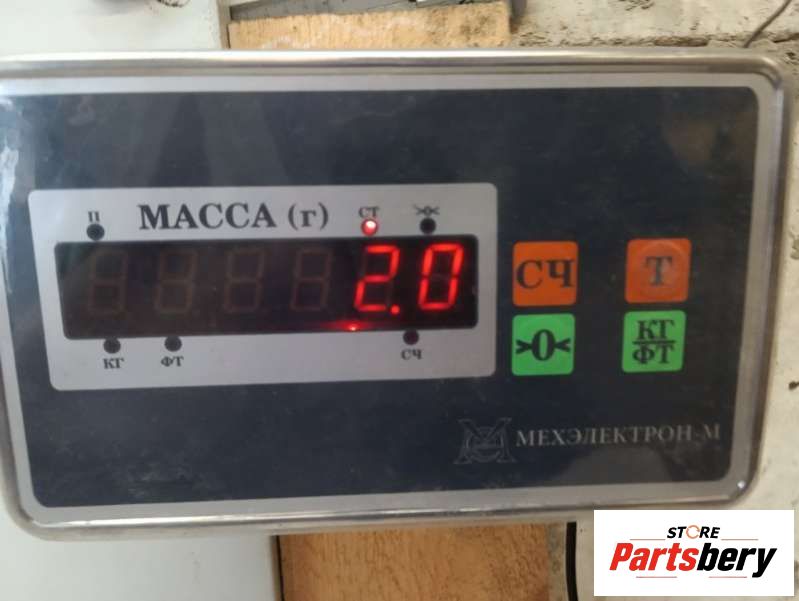 П МАССА (г) СТ >0<
2.0
КГ ФТ СЧ
СЧ Т
>0< КГ
ФТ
МЕХЭЛЕКТРОН-М
STORE
Partsbery